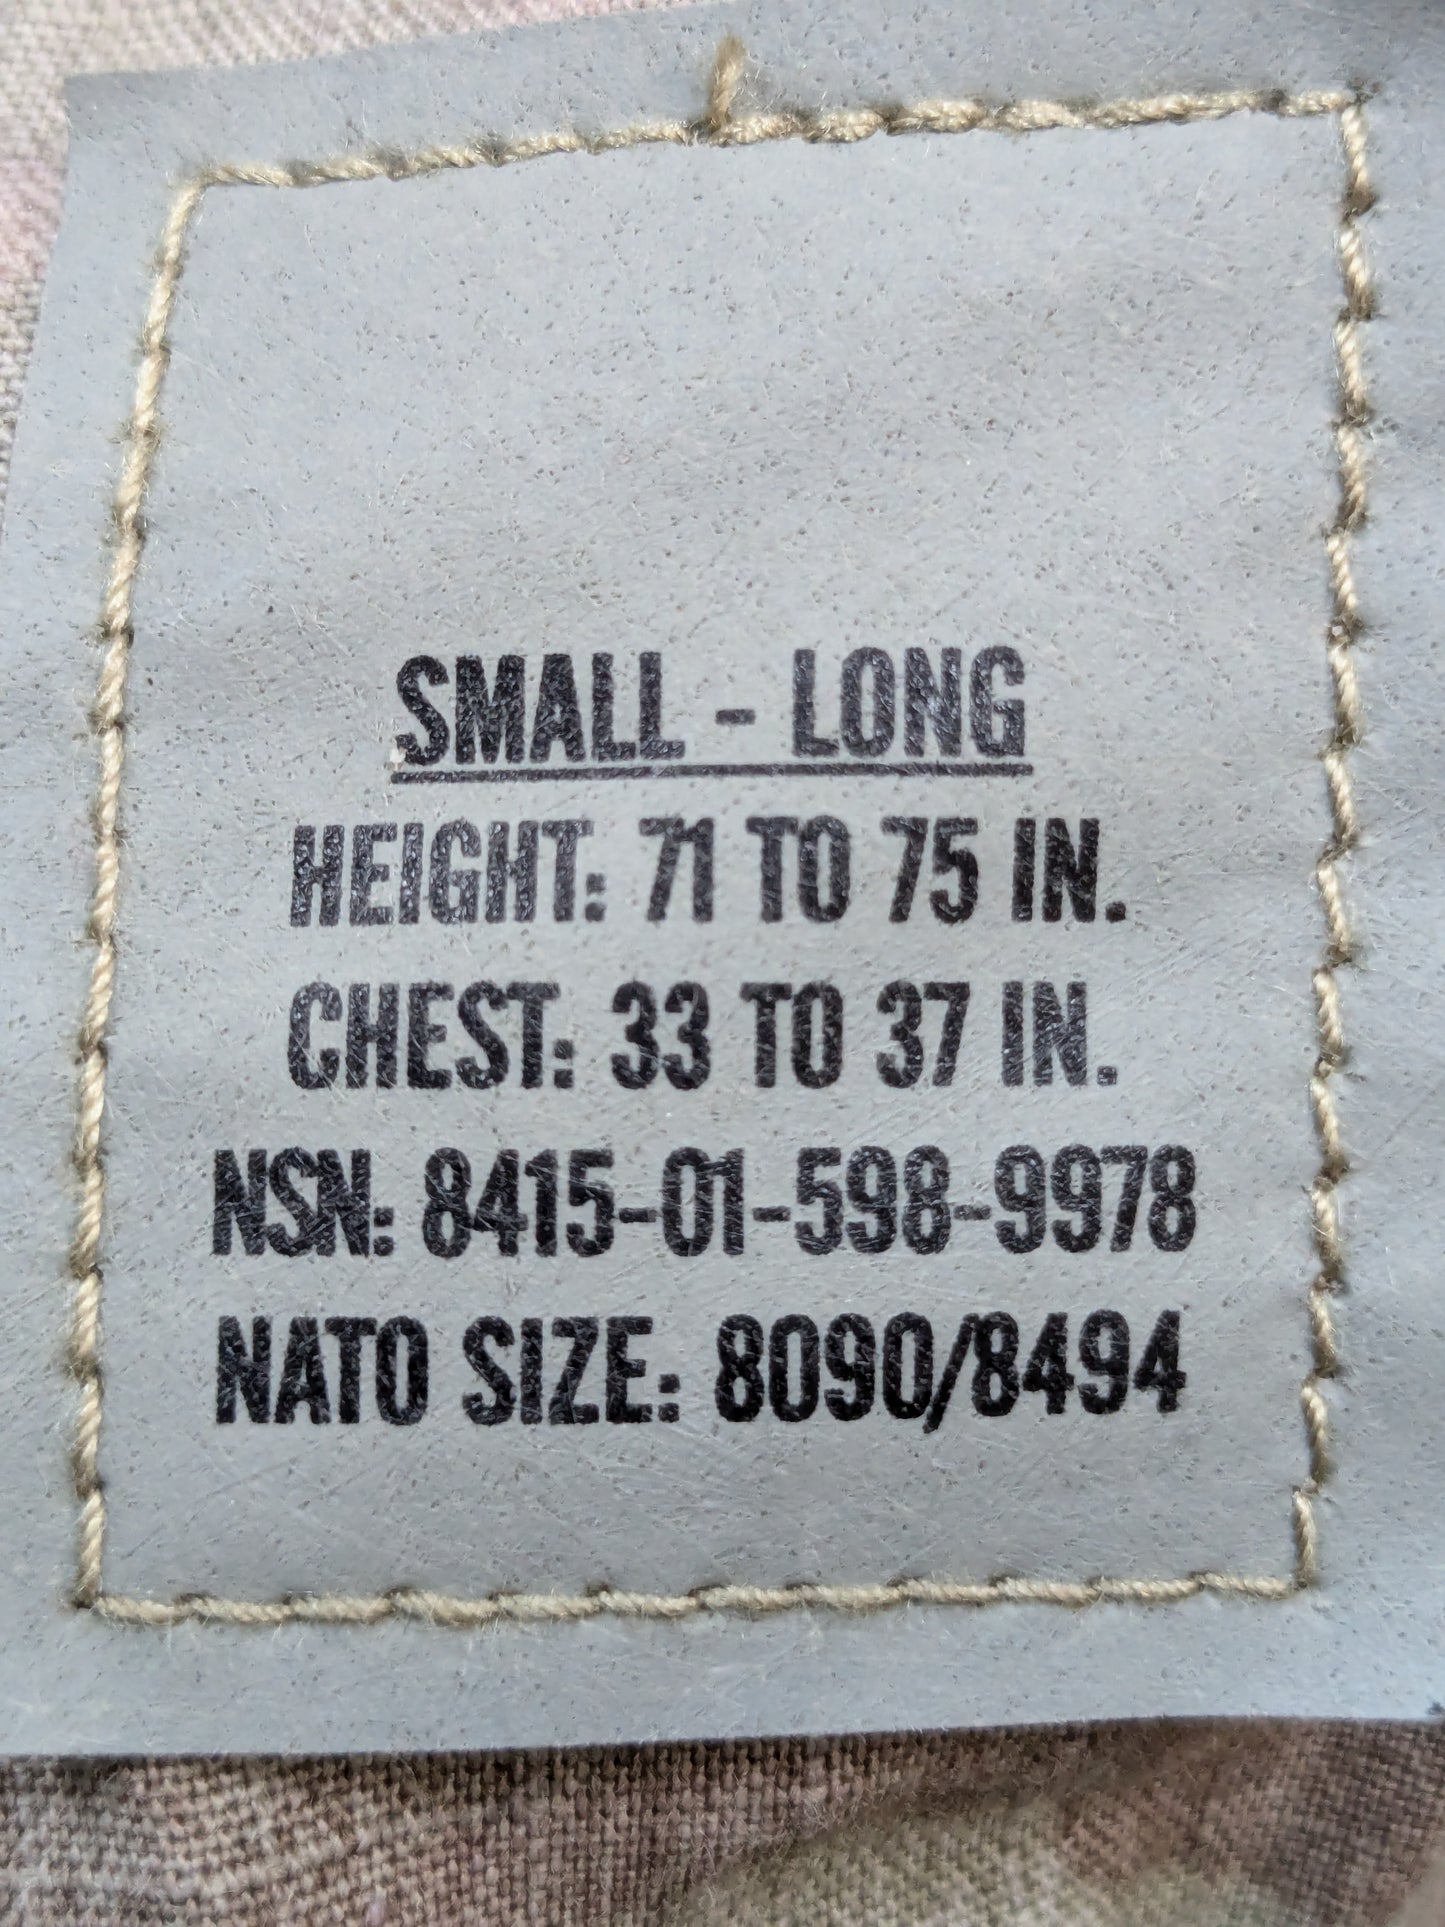 SMALL - LONG
HEIGHT: 71 TO 75 IN.
CHEST: 33 TO 37 IN.
NSN: 8415-01-598-9978
NATO SIZE: 8090/8494